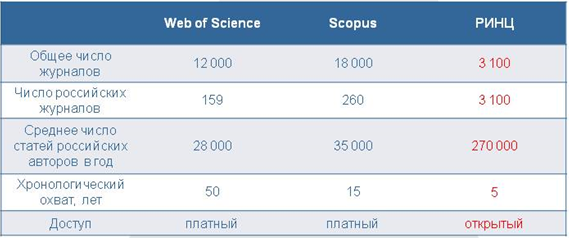 Web of Science Scopus РИНЦ
Общее число
журналов
12 000 18 000 3 100
Число российских
журналов
159 260 3 100
Среднее число
статей российских
авторов в год
28 000 35 000 270 000
Хронологический
охват, лет
50 15 5
Доступ платный платный открытый